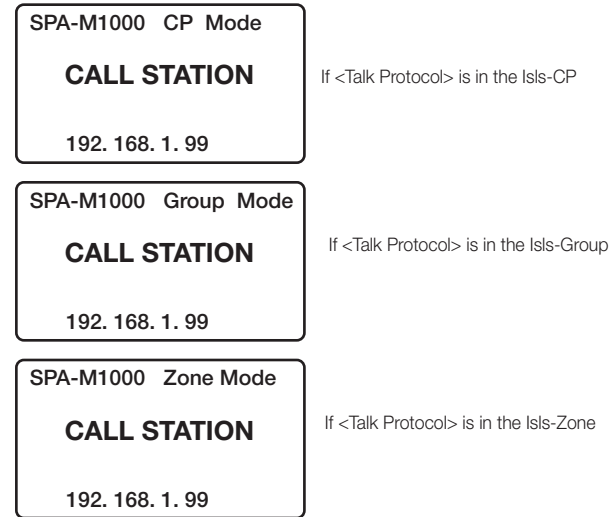 SPA-M1000 CP Mode
CALL STATION
If <Talk Protocol> is in the Isls-CP
192. 168. 1. 99
SPA-M1000 Group Mode
CALL STATION
If <Talk Protocol> is in the Isls-Group
192. 168. 1. 99
SPA-M1000 Zone Mode
CALL STATION
If <Talk Protocol> is in the Isls-Zone
192. 168. 1. 99